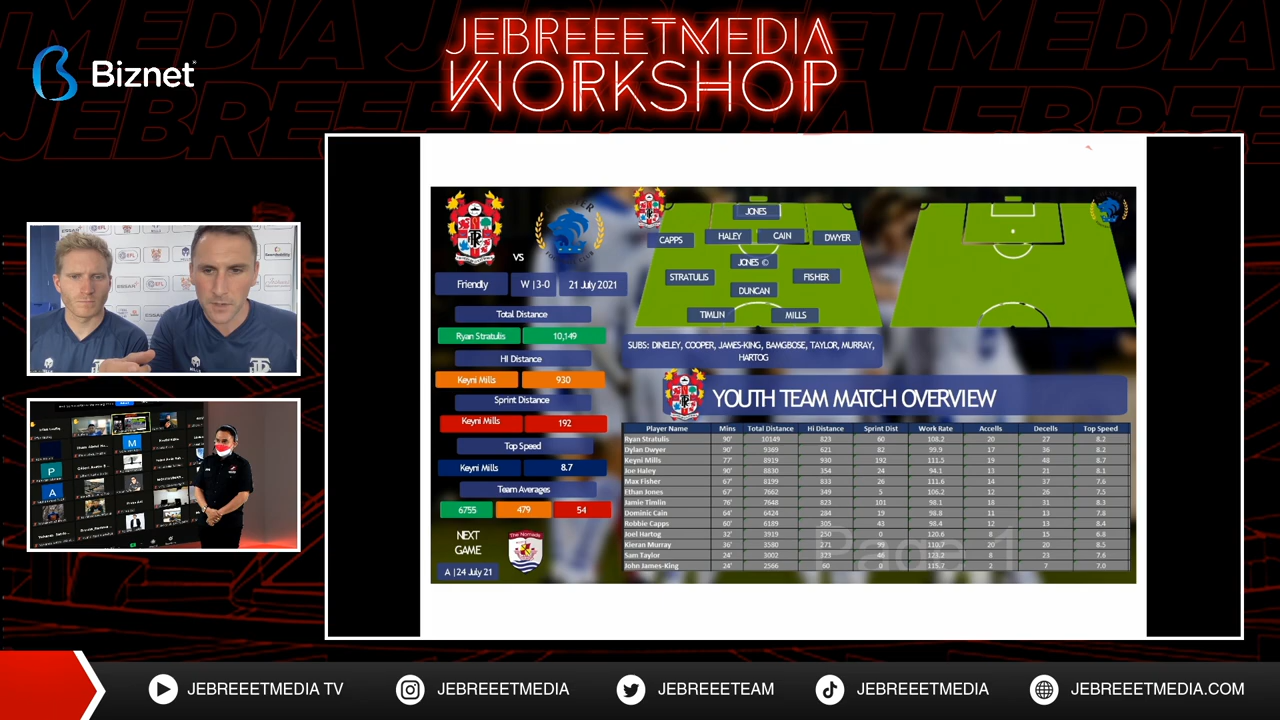 JEBREEETMEDIA
WORKSHOP
Biznet
VS
Friendly
W |3-0
21 July 2021
Total Distance
Ryan Stratulis
10,149
HI Distance
Keyni Mills
930
Sprint Distance
Keyni Mills
192
Top Speed
Keyni Mills
8.7
Team Averages
6755
479
54
NEXT
GAME
A |24 July 21
JONES
CAPPS
HALEY
CAIN
DWYER
JONES ©
STRATULIS
FISHER
DUNCAN
TIMLIN
MILLS
SUBS: DINELEY, COOPER, JAMES-KING, BAMGBOSE, TAYLOR, MURRAY,
HARTOG
YOUTH TEAM MATCH OVERVIEW
Player Name Mins Total Distance Hi Distance Sprint Dist Work Rate Accells Decells Top Speed
Ryan Stratulis 90' 10149 823 60 108.2 20 27 8.2
Dylan Dwyer 90' 9369 621 82 99.9 17 36 8.2
Keyni Mills 77' 8919 930 192 111.5 19 48 8.7
Joe Haley 90' 8830 354 24 94.1 13 21 8.1
Max Fisher 67' 8199 833 26 111.6 14 37 7.6
Ethan Jones 67' 7662 349 5 106.2 12 26 7.5
Jamie Timlin 76' 7648 823 101 98.1 18 31 8.3
Dominic Cain 64' 6424 284 19 98.8 11 13 7.8
Robbie Capps 60' 6189 305 43 98.4 12 13 8.4
Joel Hartog 32' 3919 250 0 120.6 8 15 6.8
Kieran Murray 36' 3580 271 99 110.7 20 20 8.5
Sam Taylor 24' 3002 323 46 123.2 8 23 7.6
John James-King 24' 2566 60 0 115.7 2 7 7.0
Page 1
M
P
A
JEBREEETMEDIA TV
JEBREEETMEDIA
JEBREEETEAM
JEBREEETMEDIA
JEBREEETMEDIA.COM